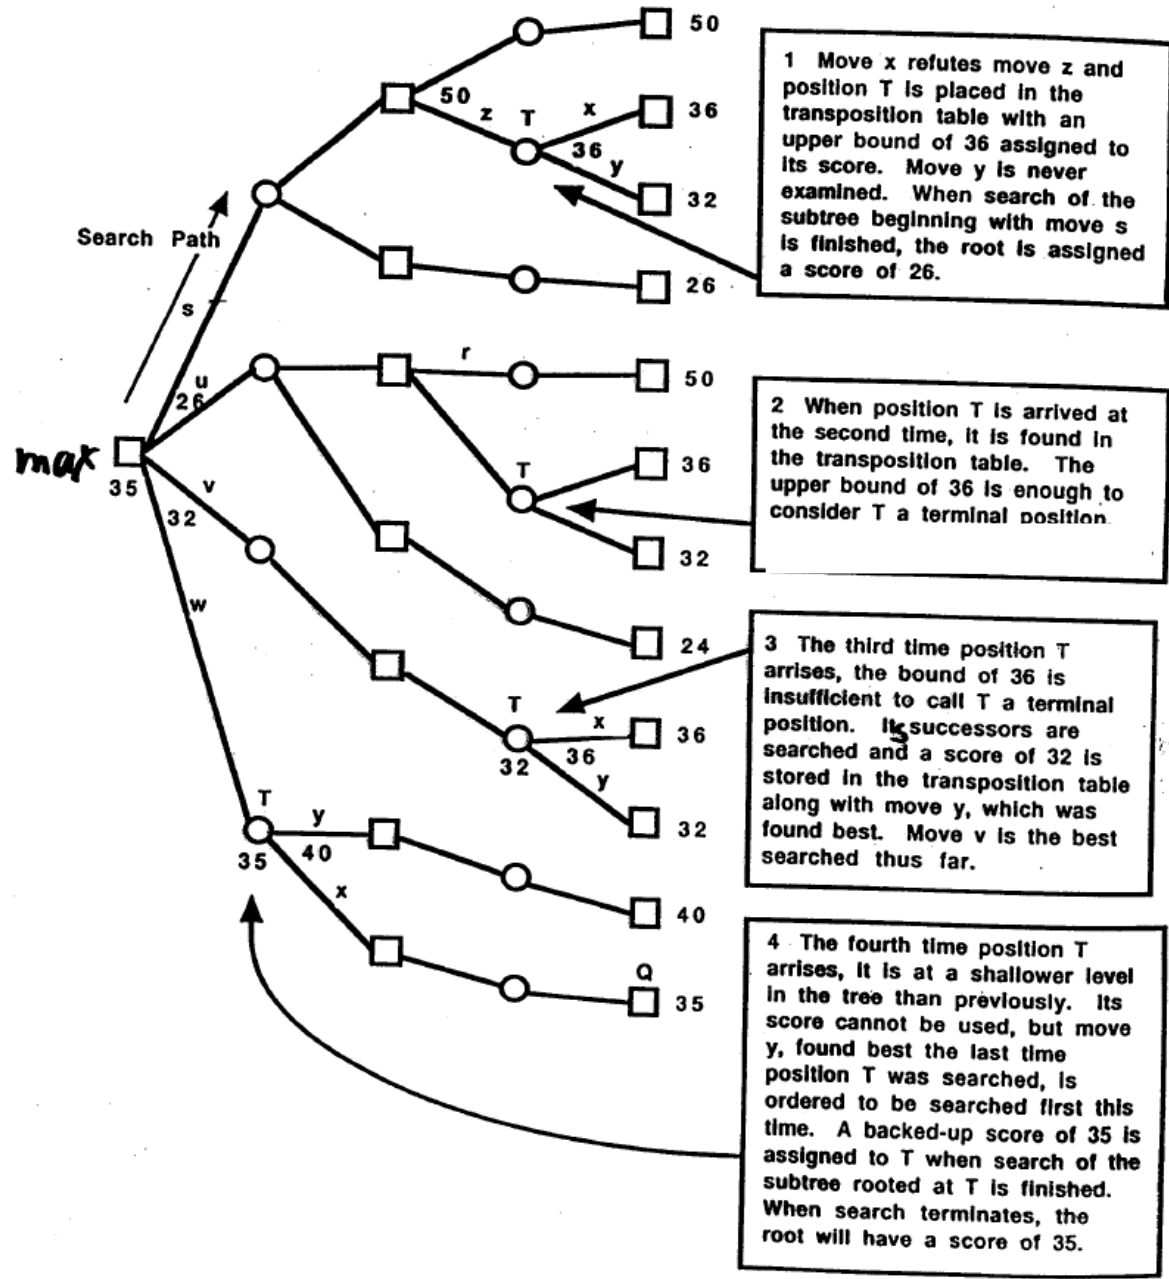 50
1 Move x refutes move z and
position T is placed in the
transposition table with an
upper bound of 36 assigned to
its score. Move y is never
examined. When search of the
subtree beginning with move s
is finished, the root is assigned
a score of 26.
50
z
T
x
36
36
y
32
Search Path
26
s
r
50
u
26
2 When position T is arrived at
the second time, it is found in
the transposition table. The
upper bound of 36 is enough to
consider T a terminal position.
max
35
v
32
T
36
32
w
24
3 The third time position T
arrises, the bound of 36 is
insufficient to call T a terminal
position. Its successors are
searched and a score of 32 is
stored in the transposition table
along with move y, which was
found best. Move v is the best
searched thus far.
T
x
36
36
32
y
32
T
y
35
40
x
40
Q
35
4 The fourth time position T
arrises, it is at a shallower level
in the tree than previously. Its
score cannot be used, but move
y, found best the last time
position T was searched, is
ordered to be searched first this
time. A backed-up score of 35 is
assigned to T when search of the
subtree rooted at T is finished.
When search terminates, the
root will have a score of 35.